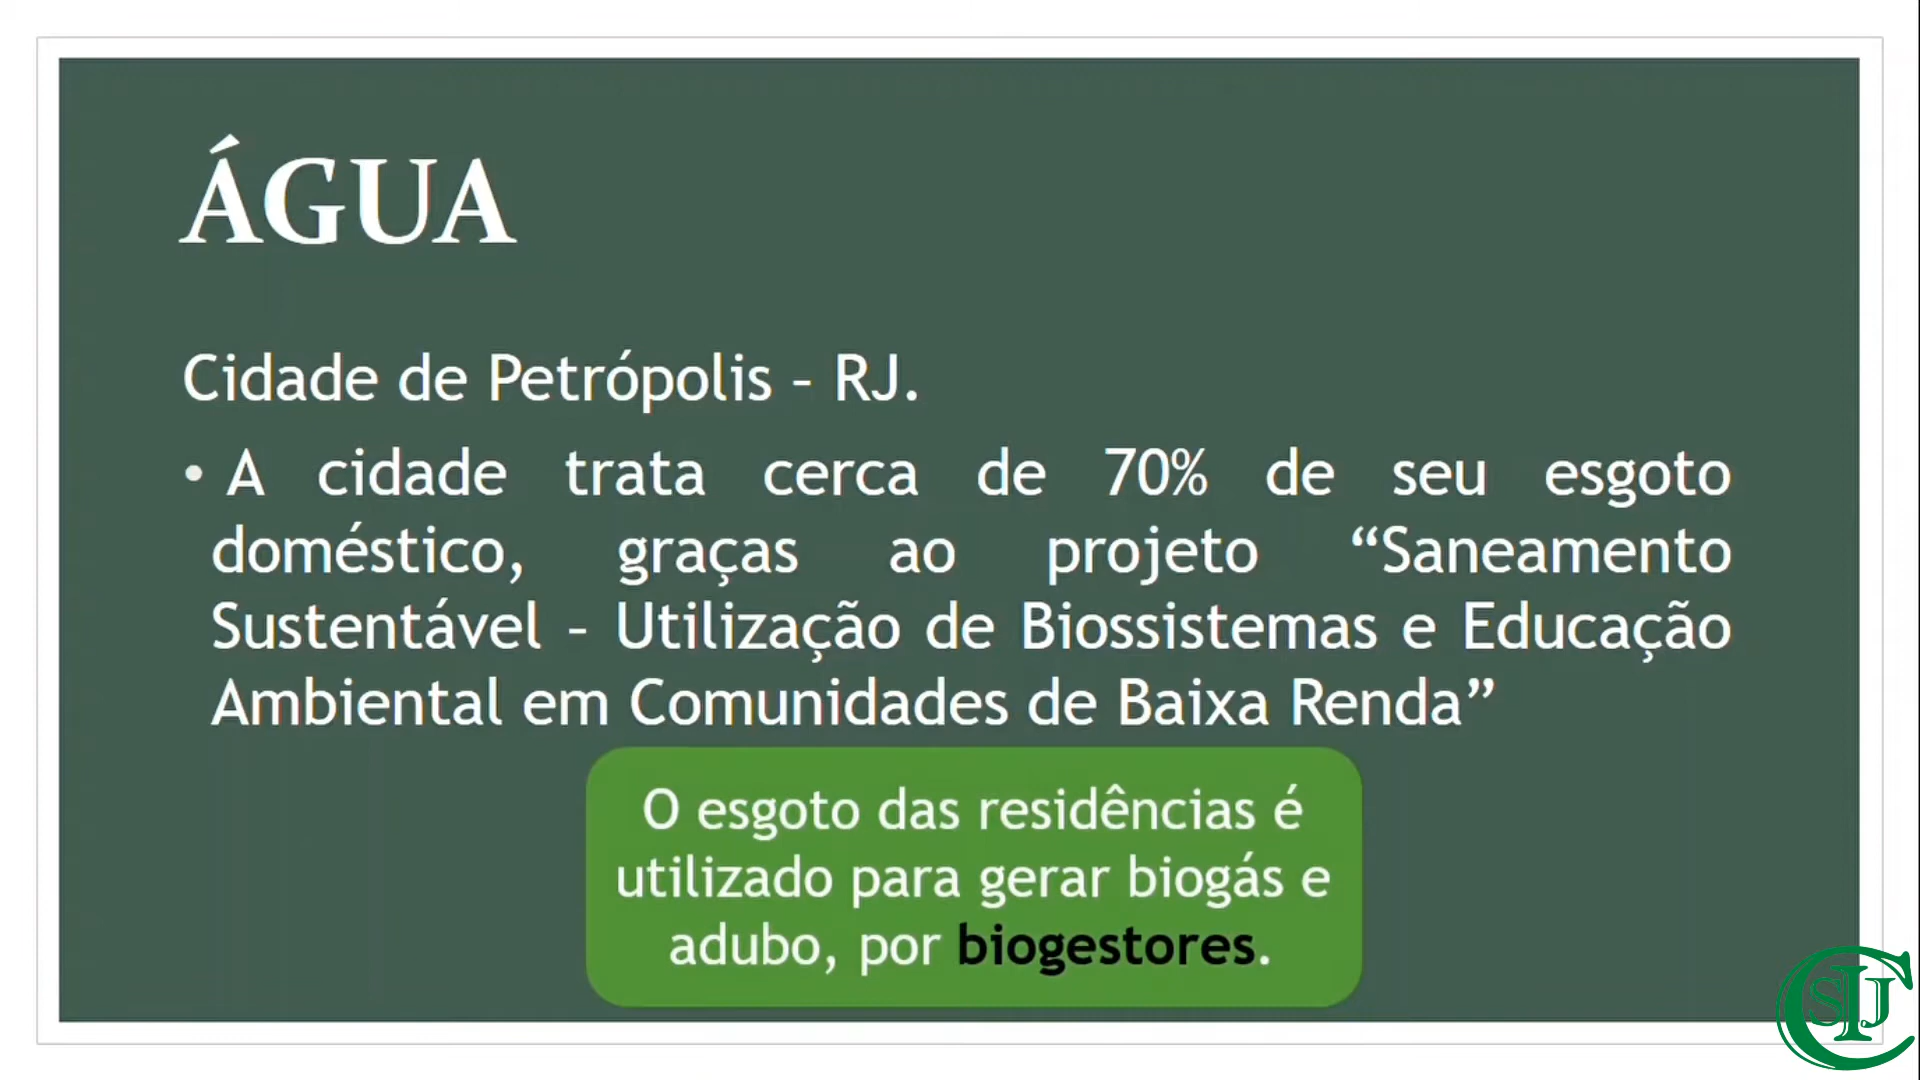 ÁGUA
Cidade de Petrópolis – RJ.
• A cidade trata cerca de 70% de seu esgoto
doméstico, graças ao projeto “Saneamento
Sustentável – Utilização de Biossistemas e Educação
Ambiental em Comunidades de Baixa Renda”
O esgoto das residências é
utilizado para gerar biogás e
adubo, por biogestores.